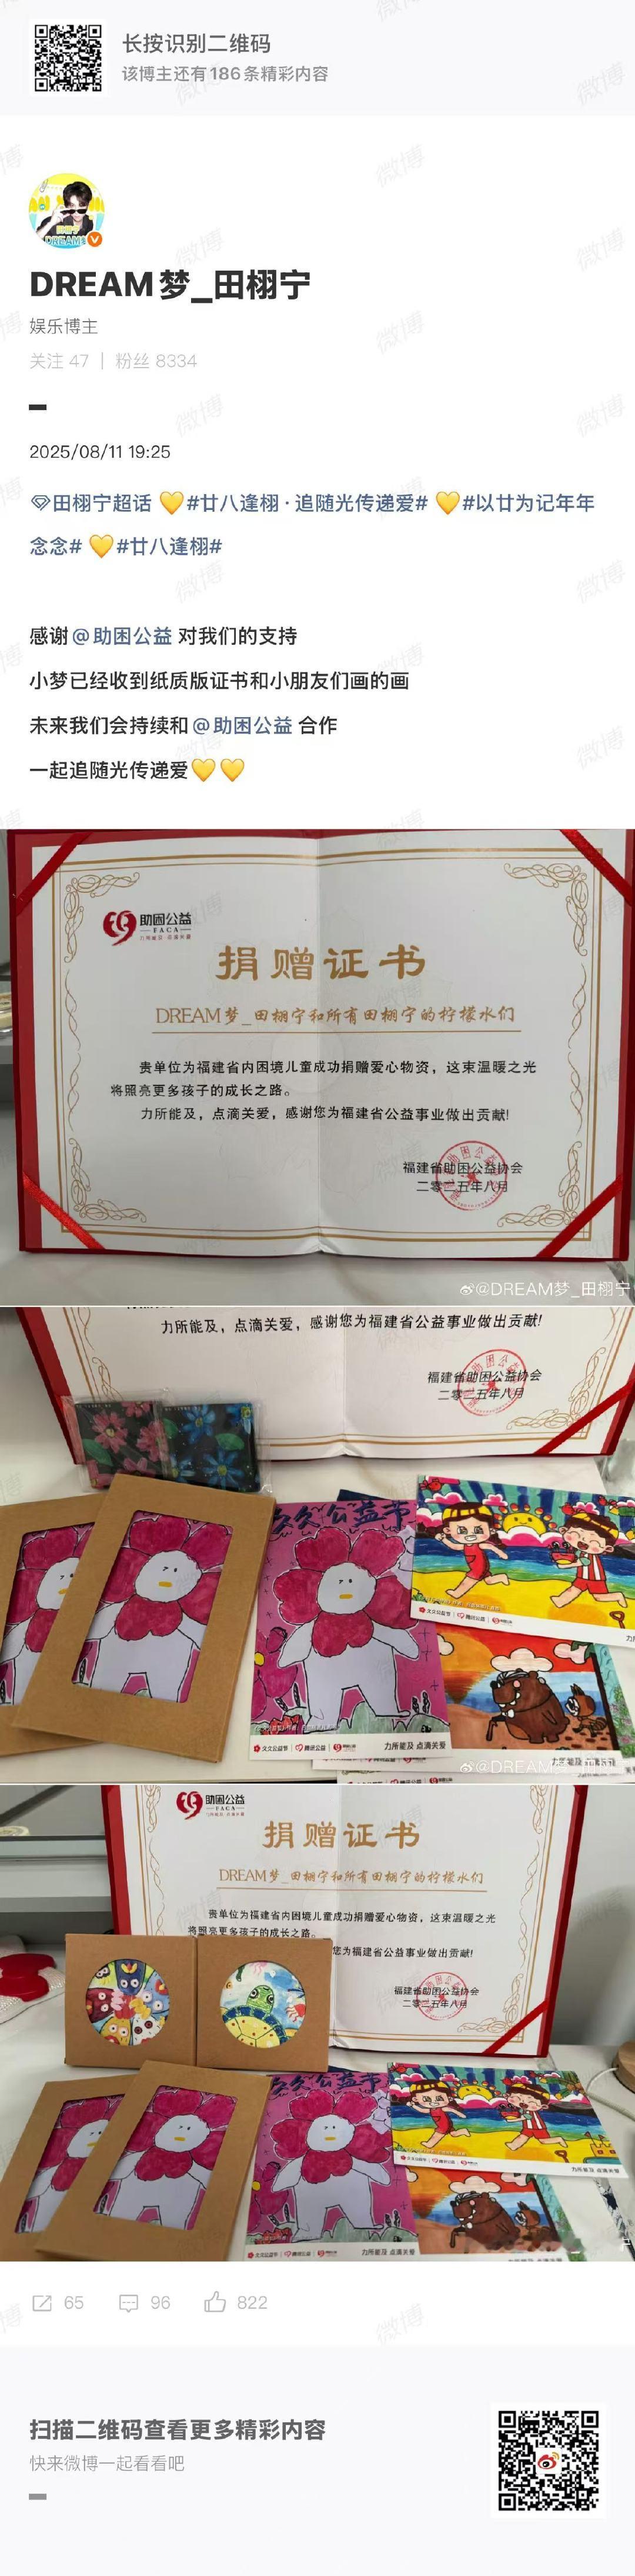 长按识别二维码
该博主还有186条精彩内容
DREAM梦_田栩宁
娱乐博主
关注 47 | 粉丝 8334
2025/08/11 19:25
田栩宁超话 💛#廿八逢栩·追随光传递爱# 💛#以廿为记年年
念念# 💛#廿八逢栩#
感谢@助困公益 对我们的支持
小梦已经收到纸质版证书和小朋友们画的画
未来我们会持续和@助困公益 合作
一起追随光传递爱💛💛
助困公益
FACA
力所能及 点滴关爱
捐赠证书
DREAM梦_田栩宁和所有田栩宁的柠檬水们
贵单位为福建省内困境儿童成功捐赠爱心物资，这束温暖之光
将照亮更多孩子的成长之路。
力所能及，点滴关爱，感谢您为福建省公益事业做出贡献!
福建省助困公益协会
二零二五年八月
@DREAM梦_田栩宁
力所能及，点滴关爱，感谢您为福建省公益事业做出贡献!
福建省助困公益协会
二零二五年八月
公益节
力所能及 点滴关爱
助困公益
FACA
捐赠证书
DREAM梦_田栩宁和所有田栩宁的柠檬水们
贵单位为福建省内困境儿童成功捐赠爱心物资，这束温暖之光
将照亮更多孩子的成长之路。
您为福建省公益事业做出贡献!
福建省助困公益协会
二零二五年八月
公益节
力所能及 点滴关爱
65 96 822
扫描二维码查看更多精彩内容
快来微博一起看看吧